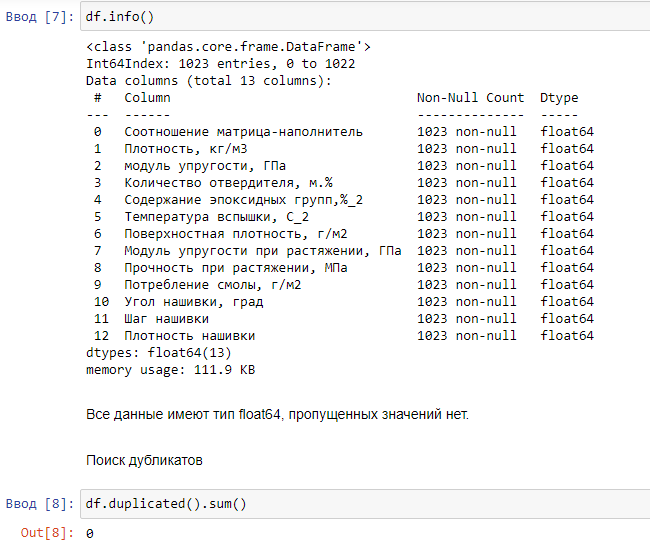 Ввод [7]: df.info()
<class 'pandas.core.frame.DataFrame'>
Int64Index: 1023 entries, 0 to 1022
Data columns (total 13 columns):
 #   Column                               Non-Null Count  Dtype
---  ------                               --------------  -----
 0   Соотношение матрица-наполнитель      1023 non-null   float64
 1   Плотность, кг/м3                     1023 non-null   float64
 2   модуль упругости, ГПа                1023 non-null   float64
 3   Количество отвердителя, м.%          1023 non-null   float64
 4   Содержание эпоксидных групп,%_2      1023 non-null   float64
 5   Температура вспышки, С_2             1023 non-null   float64
 6   Поверхностная плотность, г/м2        1023 non-null   float64
 7   Модуль упругости при растяжении, ГПа  1023 non-null   float64
 8   Прочность при растяжении, МПа        1023 non-null   float64
 9   Потребление смолы, г/м2              1023 non-null   float64
 10  Угол нашивки, град                   1023 non-null   float64
 11  Шаг нашивки                          1023 non-null   float64
 12  Плотность нашивки                    1023 non-null   float64
dtypes: float64(13)
memory usage: 111.9 KB
Все данные имеют тип float64, пропущенных значений нет.
Поиск дубликатов
Ввод [8]: df.duplicated().sum()
Out[8]: 0